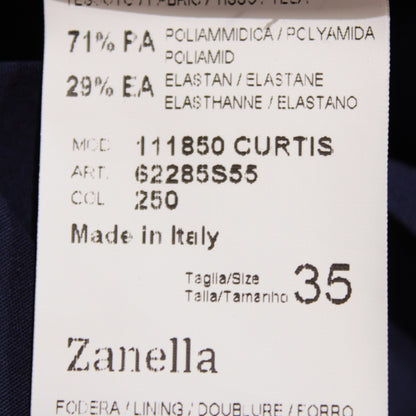 71% PA POLIAMMIDICA / POLYAMIDA
POLIAMID
29% EA ELASTAN / ELASTANE
ELASTHANNE / ELASTANO
MOD 111850 CURTIS
ART. 62285S55
COL 250
Made in Italy
Taglia/Size
Talla/Tamanho 35
Zanella
FODERA / LINING / DOUBLURE / FORRO